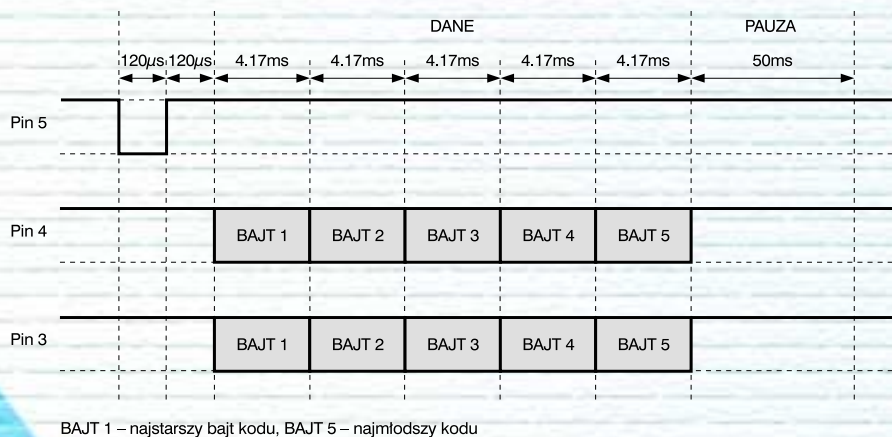 DANE PAUZA
120µs 120µs 4.17ms 4.17ms 4.17ms 4.17ms 4.17ms 50ms
Pin 5
Pin 4 BAJT 1 BAJT 2 BAJT 3 BAJT 4 BAJT 5
Pin 3 BAJT 1 BAJT 2 BAJT 3 BAJT 4 BAJT 5
BAJT 1 – najstarszy bajt kodu, BAJT 5 – najmłodszy kodu